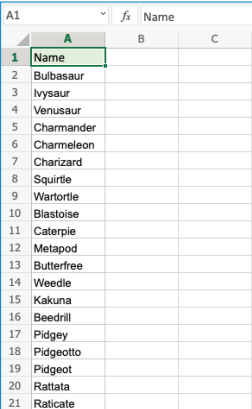 A1 fx Name
A B C
1 Name
2 Bulbasaur
3 Ivysaur
4 Venusaur
5 Charmander
6 Charmeleon
7 Charizard
8 Squirtle
9 Wartortle
10 Blastoise
11 Caterpie
12 Metapod
13 Butterfree
14 Weedle
15 Kakuna
16 Beedrill
17 Pidgey
18 Pidgeotto
19 Pidgeot
20 Rattata
21 Raticate